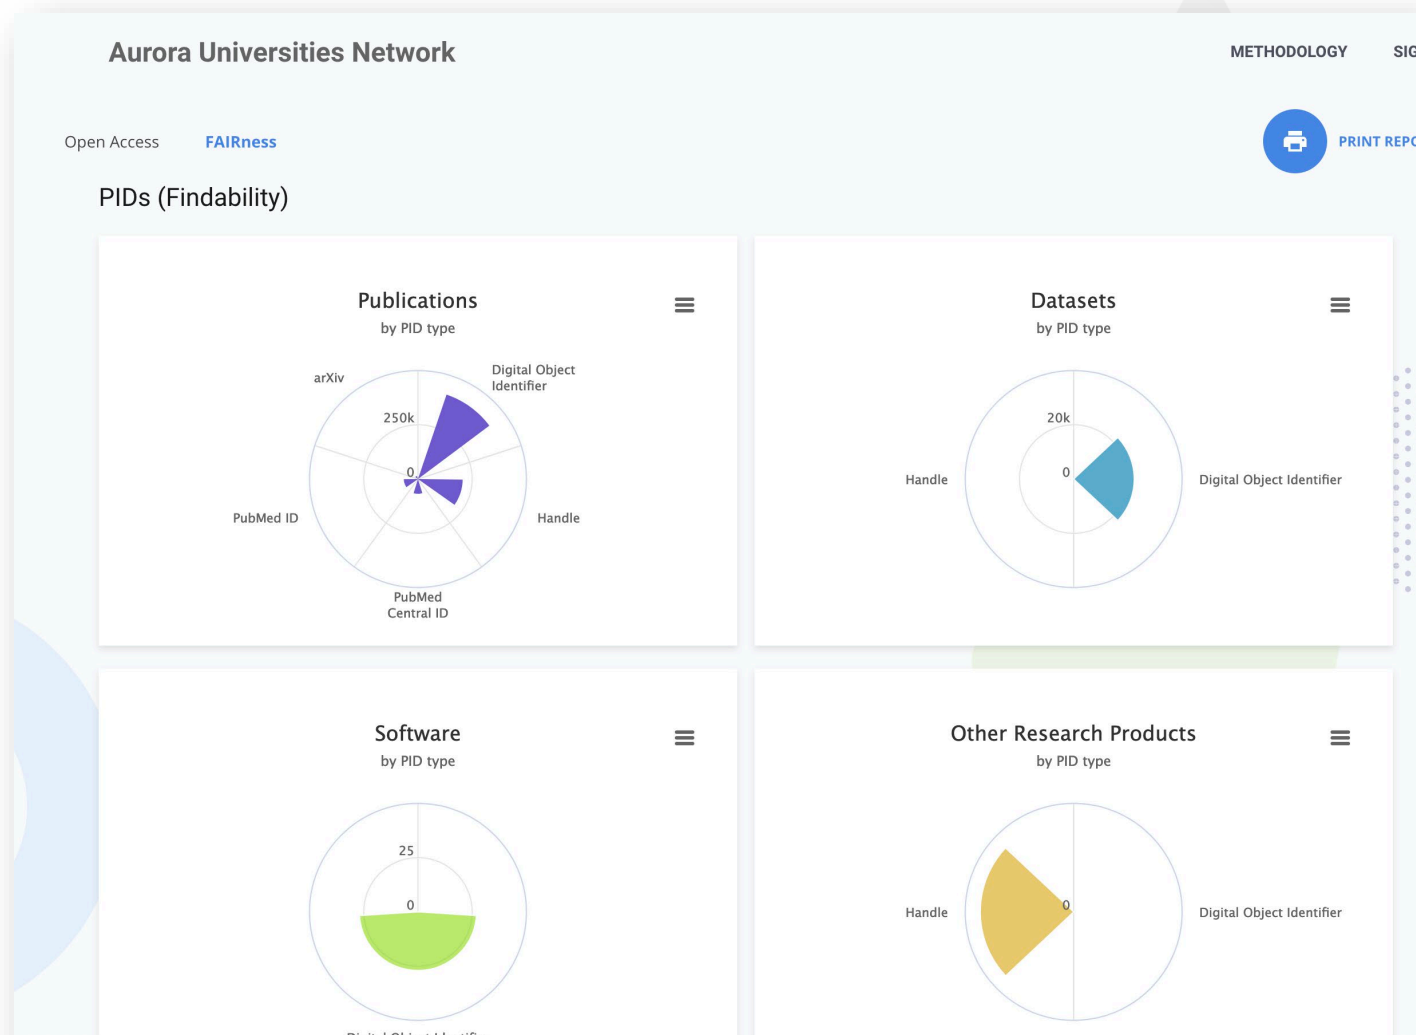 Aurora Universities Network
METHODOLOGY
Open Access
FAIRness
PRINT
PIDs (Findability)
Publications
by PID type
arXiv
Digital Object
Identifier
250k
0
PubMed ID
Handle
PubMed
Central ID
Datasets
by PID type
20k
0
Handle
Digital Object Identifier
Software
by PID type
25
0
Digital Object
Other Research Products
by PID type
Handle
0
Digital Object Identifier